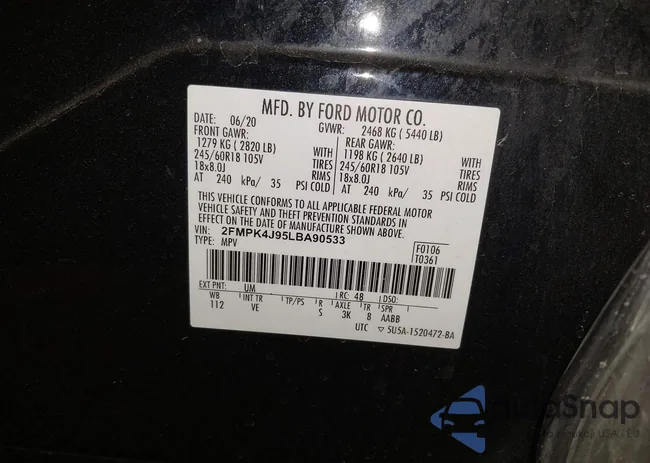 MFD. BY FORD MOTOR CO.
DATE: 06/20 GVWR: 2468 KG ( 5440 LB)
FRONT GAWR: REAR GAWR:
1279 KG ( 2820 LB) WITH 1198 KG ( 2640 LB) WITH
245/60R18 105V TIRES 245/60R18 105V TIRES
18x8.0J RIMS 18x8.0J RIMS
AT 240 kPa/ 35 PSI COLD AT 240 kPa/ 35 PSI COLD
THIS VEHICLE CONFORMS TO ALL APPLICABLE FEDERAL MOTOR
VEHICLE SAFETY AND THEFT PREVENTION STANDARDS IN
EFFECT ON THE DATE OF MANUFACTURE SHOWN ABOVE.
VIN: 2FMPK4J95LBA90533
TYPE: MPV
F0106
T0361
EXT PNT: UM RC: 48 DSO:
WB INT TR TP/PS R AXLE TR SPR
112 VE S 3K 8 AABB
UTC ▽5U5A-1520472-BA
AutoSnap
USA i EU